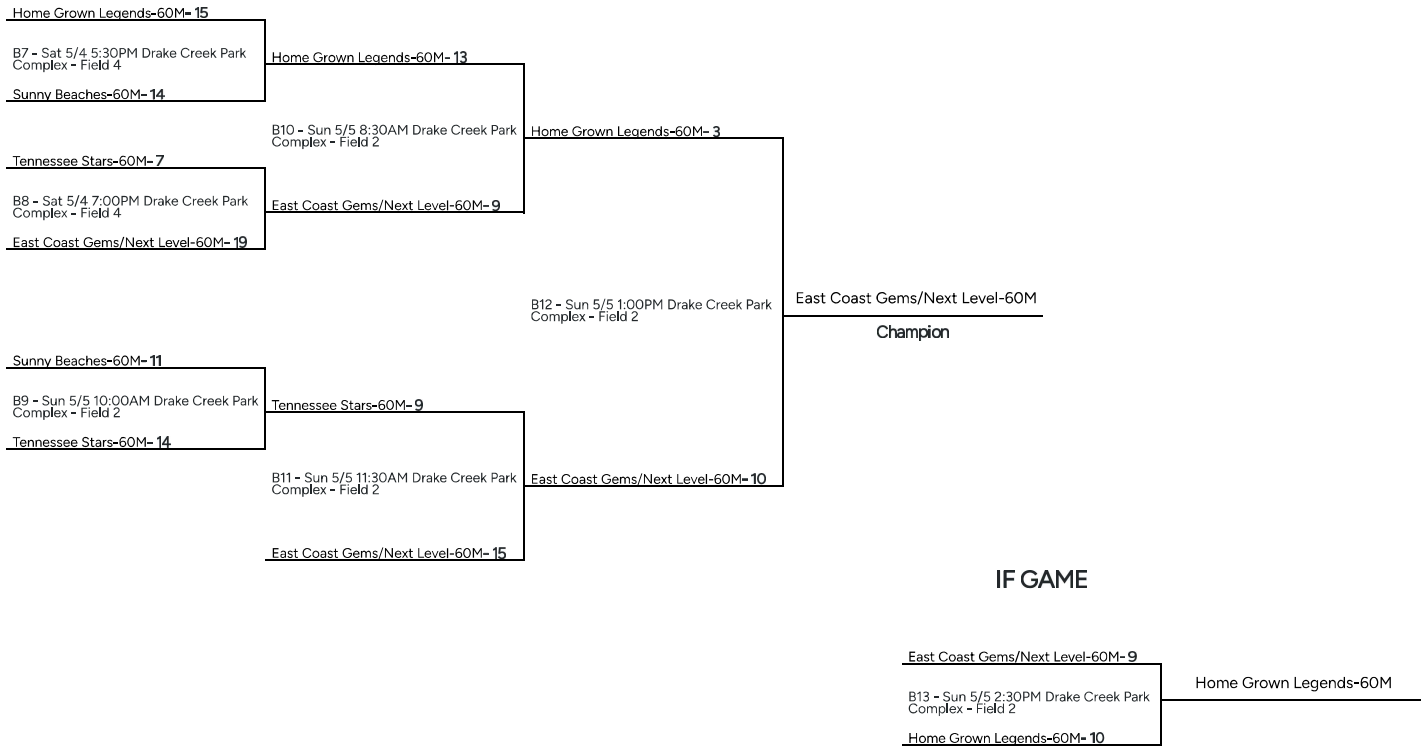 Home Grown Legends-60M- 15
B7 - Sat 5/4 5:30PM Drake Creek Park
Complex - Field 4
Sunny Beaches-60M- 14
Home Grown Legends-60M- 13
B10 - Sun 5/5 8:30AM Drake Creek Park
Complex - Field 2
Home Grown Legends-60M- 3
Tennessee Stars-60M- 7
B8 - Sat 5/4 7:00PM Drake Creek Park
Complex - Field 4
East Coast Gems/Next Level-60M- 9
East Coast Gems/Next Level-60M- 19
B12 - Sun 5/5 1:00PM Drake Creek Park
Complex - Field 2
East Coast Gems/Next Level-60M
Champion
Sunny Beaches-60M- 11
B9 - Sun 5/5 10:00AM Drake Creek Park
Complex - Field 2
Tennessee Stars-60M- 14
Tennessee Stars-60M- 9
B11 - Sun 5/5 11:30AM Drake Creek Park
Complex - Field 2
East Coast Gems/Next Level-60M- 10
East Coast Gems/Next Level-60M- 15
IF GAME
East Coast Gems/Next Level-60M- 9
B13 - Sun 5/5 2:30PM Drake Creek Park
Complex - Field 2
Home Grown Legends-60M- 10
Home Grown Legends-60M